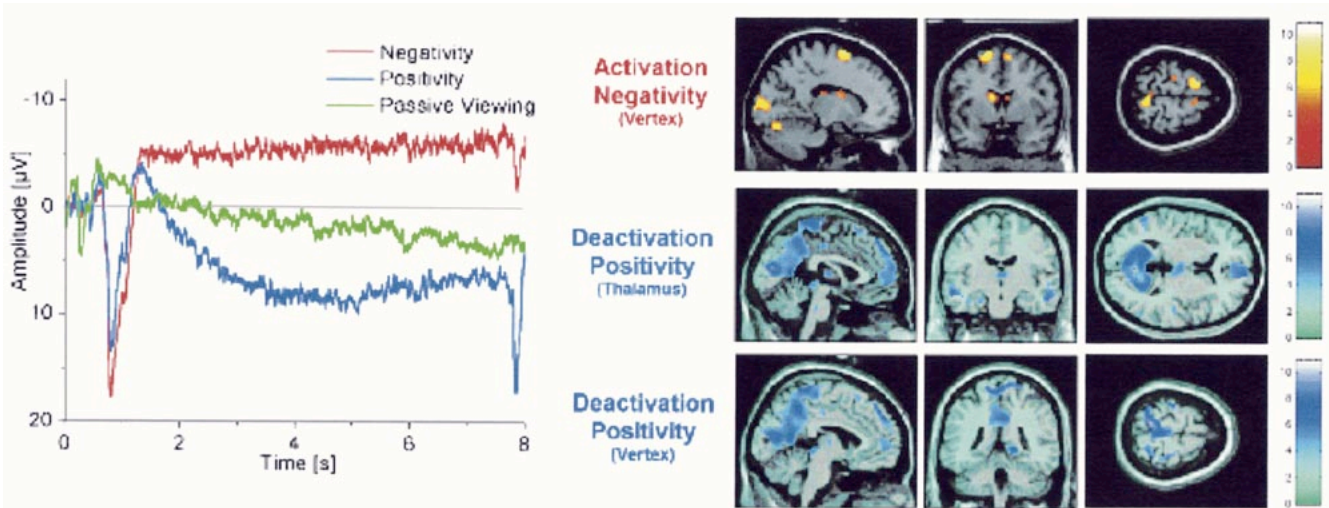 Negativity
Positivity
Passive Viewing
-10
0
10
20
Amplitude [µV]
0
2
4
6
8
Time [s]
Activation
Negativity
(Vertex)
10
8
6
4
2
0
Deactivation
Positivity
(Thalamus)
10
8
6
4
2
0
Deactivation
Positivity
(Vertex)
10
8
6
4
2
0